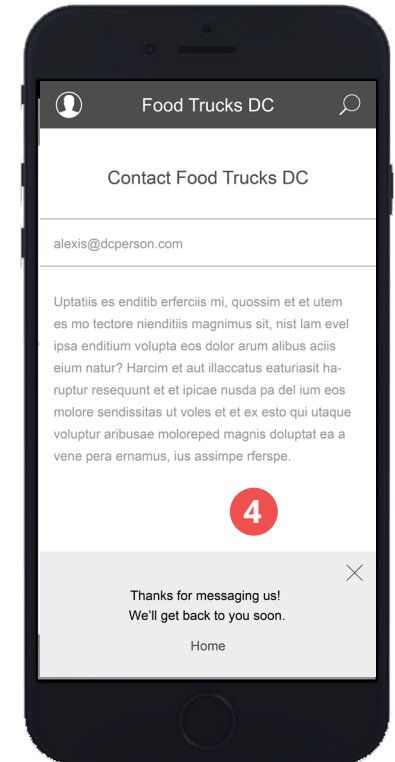 Food Trucks DC
Contact Food Trucks DC
alexis@dcperson.com
Uptatiis es enditib erferciis mi, quossim et et utem
es mo tectore nienditiis magnimus sit, nist lam evel
ipsa enditium volupta eos dolor arum alibus aciis
eium natur? Harcim et aut illaccatus eaturiasit ha-
ruptur resequunt et et ipicae nusda pa del ium eos
molore sendissitas ut voles et et ex esto qui utaque
voluptur aribusae moloreped magnis doluptat ea a
vene pera ernamus, ius assimpe rferspe.
4
Thanks for messaging us!
We'll get back to you soon.
Home